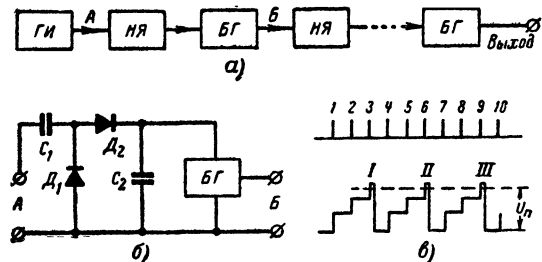 ГИ А НЯ БГ Б НЯ БГ Выход
а)
1 2 3 4 5 6 7 8 9 10
C₁ Д₂
А Д₁ C₂ БГ Б
I II III
Uп
б) в)